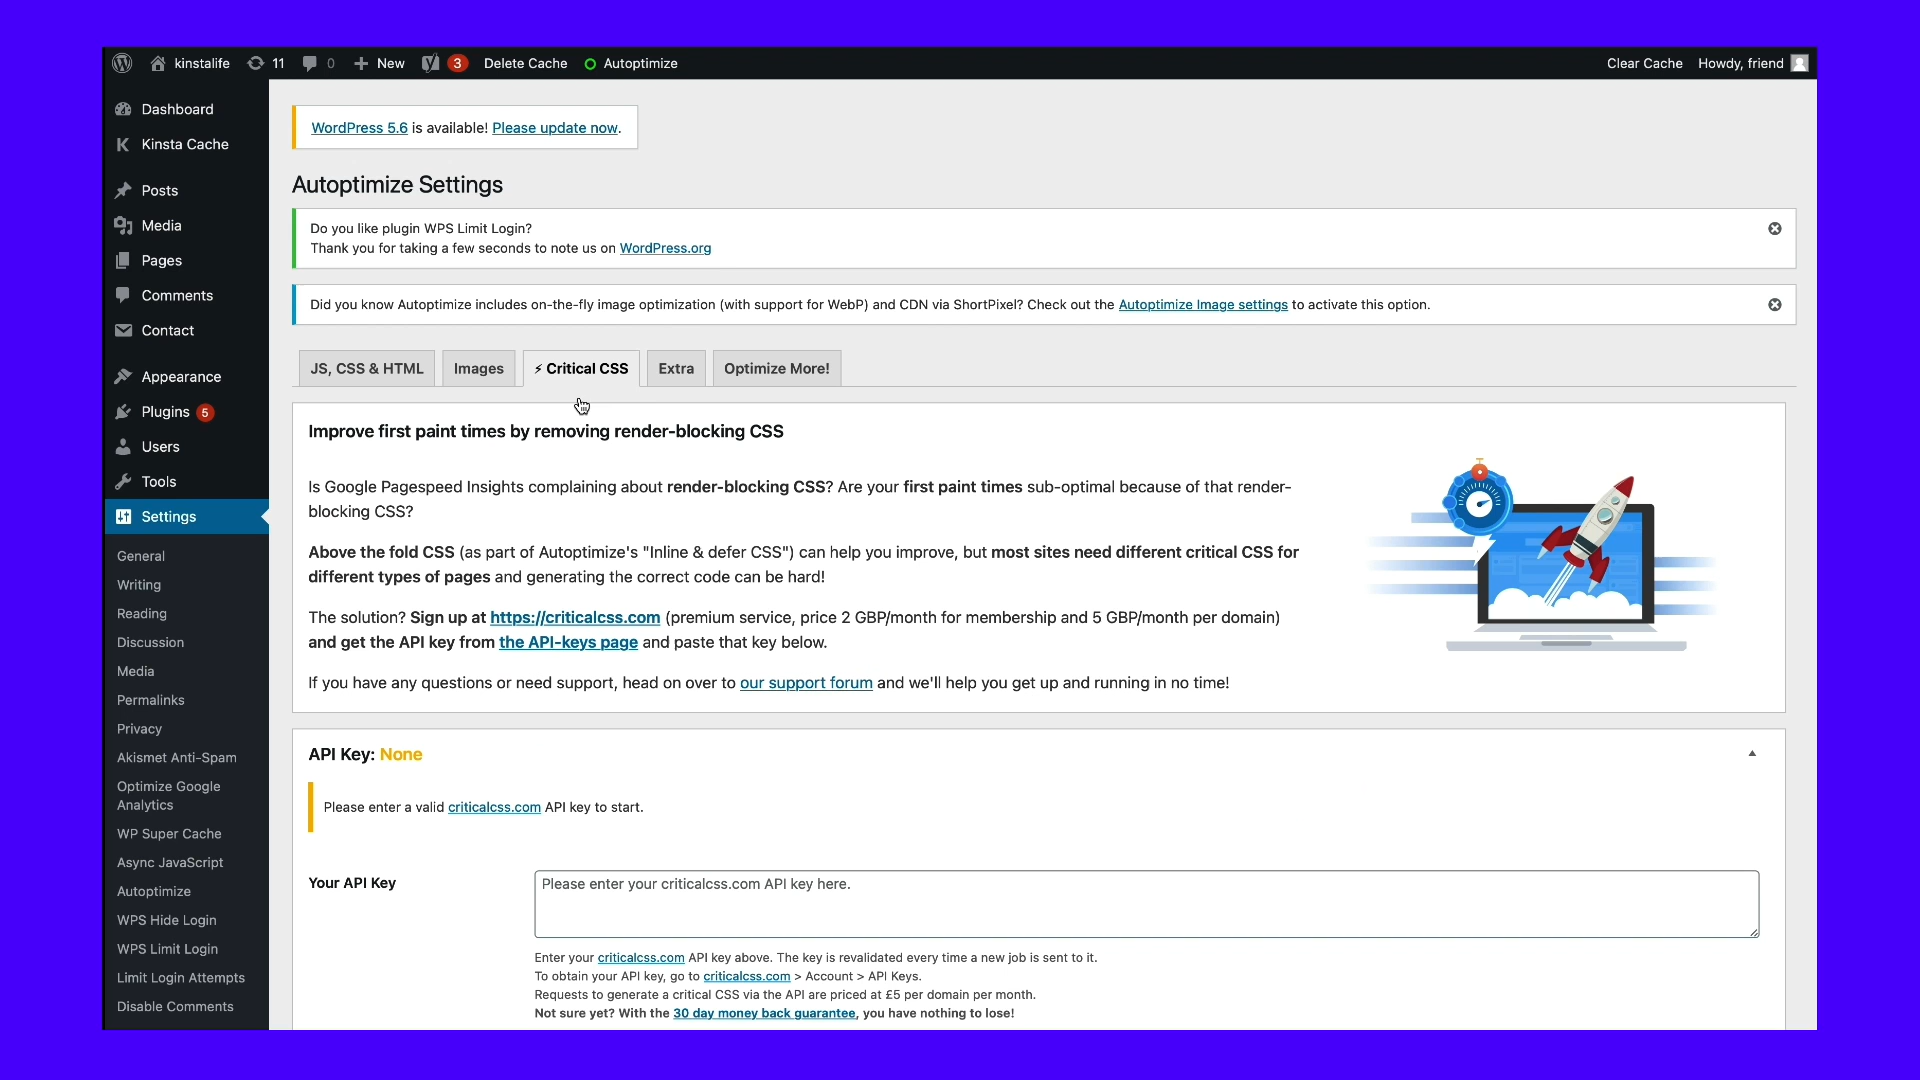 kinstalife 11 0 New 3 Delete Cache Autoptimize Clear Cache Howdy, friend
Dashboard
Kinsta Cache
Posts
Media
Pages
Comments
Contact
Appearance
Plugins 5
Users
Tools
Settings
General
Writing
Reading
Discussion
Media
Permalinks
Privacy
Akismet Anti-Spam
Optimize Google
Analytics
WP Super Cache
Async JavaScript
Autoptimize
WPS Hide Login
WPS Limit Login
Limit Login Attempts
Disable Comments
WordPress 5.6 is available! Please update now.
Autoptimize Settings
Do you like plugin WPS Limit Login?
Thank you for taking a few seconds to note us on WordPress.org
Did you know Autoptimize includes on-the-fly image optimization (with support for WebP) and CDN via ShortPixel? Check out the Autoptimize Image settings to activate this option.
JS, CSS & HTML Images ⚡ Critical CSS Extra Optimize More!
Improve first paint times by removing render-blocking CSS
Is Google Pagespeed Insights complaining about render-blocking CSS? Are your first paint times sub-optimal because of that render-
blocking CSS?
Above the fold CSS (as part of Autoptimize's "Inline & defer CSS") can help you improve, but most sites need different critical CSS for
different types of pages and generating the correct code can be hard!
The solution? Sign up at https://criticalcss.com (premium service, price 2 GBP/month for membership and 5 GBP/month per domain)
and get the API key from the API-keys page and paste that key below.
If you have any questions or need support, head on over to our support forum and we'll help you get up and running in no time!
API Key: None
Please enter a valid criticalcss.com API key to start.
Your API Key
Please enter your criticalcss.com API key here.
Enter your criticalcss.com API key above. The key is revalidated every time a new job is sent to it.
To obtain your API key, go to criticalcss.com > Account > API Keys.
Requests to generate a critical CSS via the API are priced at £5 per domain per month.
Not sure yet? With the 30 day money back guarantee, you have nothing to lose!